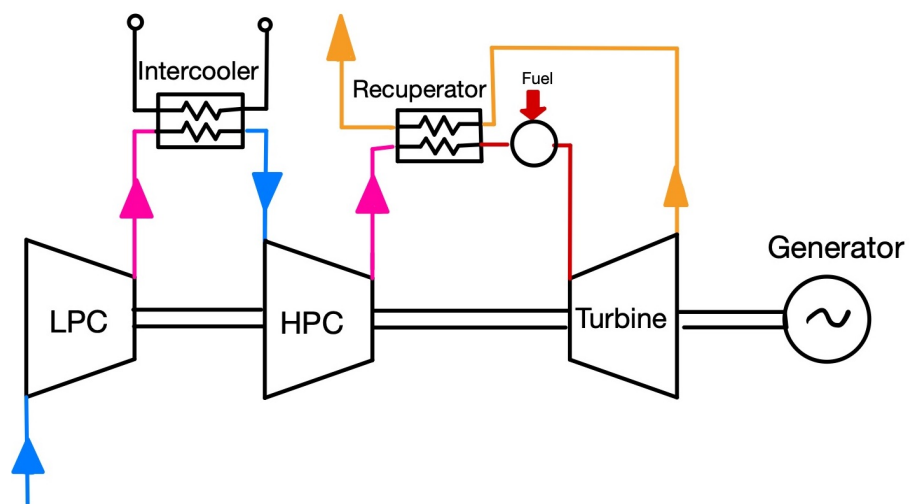 Intercooler
Recuperator
Fuel
LPC
HPC
Turbine
Generator